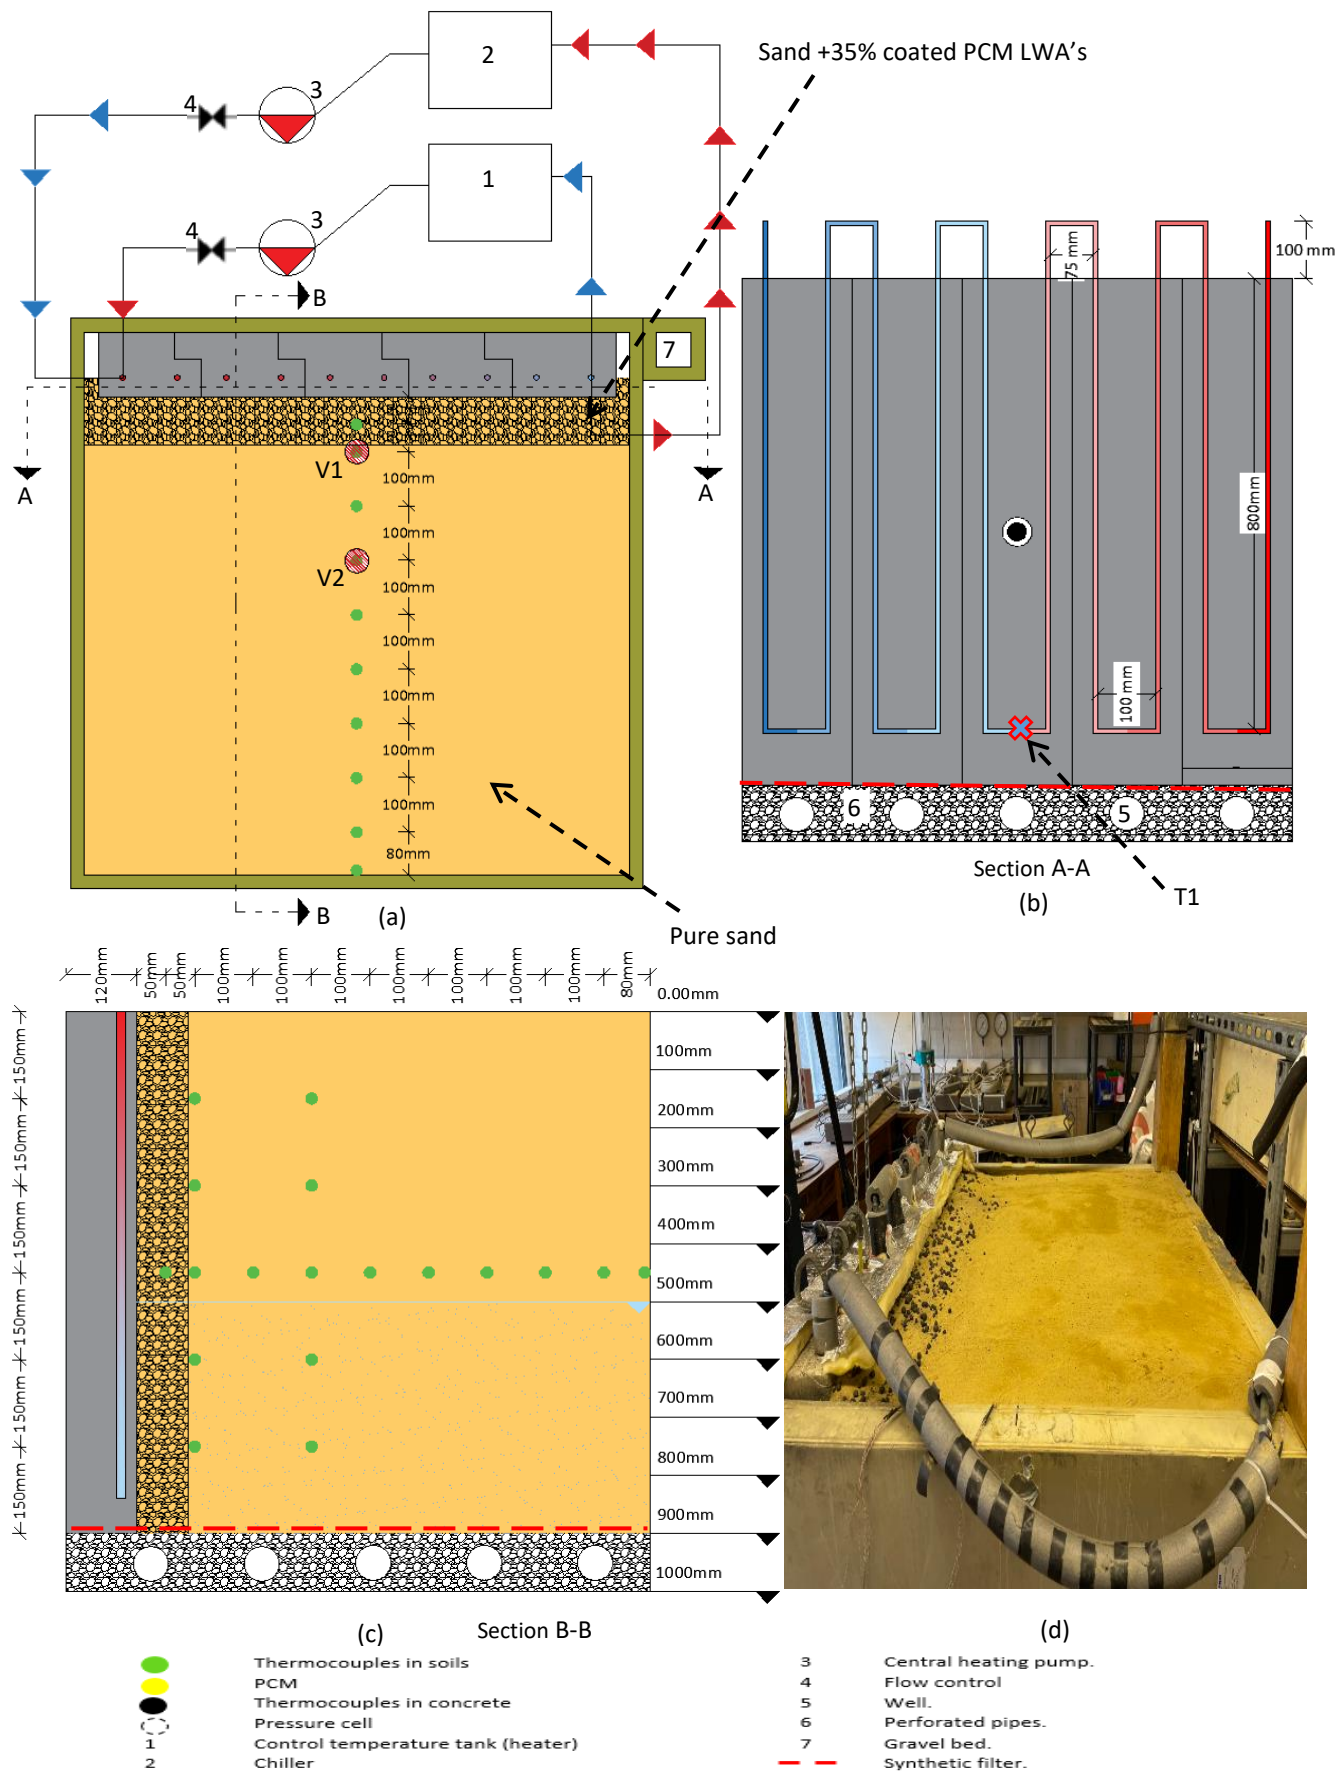 2
Sand +35% coated PCM LWA's
3
4
1
3
4
B
7
V1
100mm
A
A
100mm
V2
100mm
100mm
100mm
100mm
100mm
80mm
B
(a)
Pure sand
75 mm
100 mm
800mm
100 mm
6
5
Section A-A
(b)
T1
120mm
50mm
50mm
100mm
100mm
100mm
100mm
100mm
100mm
100mm
80mm
0.00mm
100mm
200mm
300mm
400mm
500mm
600mm
700mm
800mm
900mm
1000mm
150mm
150mm
150mm
150mm
150mm
150mm
(c)
Section B-B
(d)
Thermocouples in soils
PCM
Thermocouples in concrete
Pressure cell
1 Control temperature tank (heater)
2 Chiller
3 Central heating pump.
4 Flow control
5 Well.
6 Perforated pipes.
7 Gravel bed.
Synthetic filter.